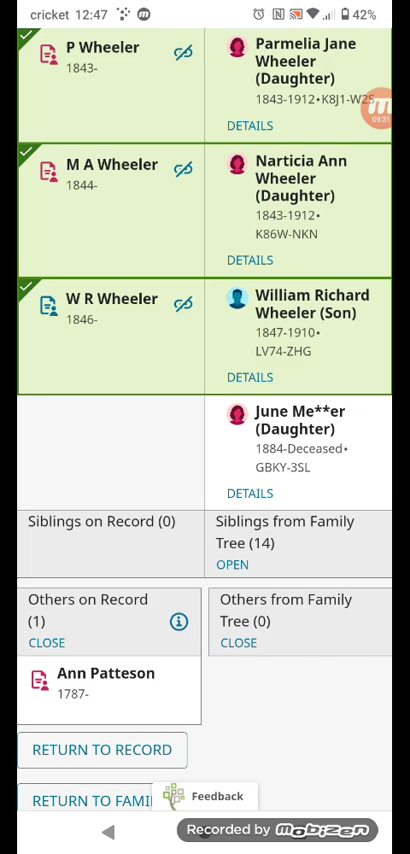 cricket 12:47 42%
P Wheeler
1843-
Parmelia Jane
Wheeler
(Daughter)
1843-1912•K8J1-W2S
09:31
DETAILS
M A Wheeler
1844-
Narticia Ann
Wheeler
(Daughter)
1843-1912•
K86W-NKN
DETAILS
W R Wheeler
1846-
William Richard
Wheeler (Son)
1847-1910•
LV74-ZHG
DETAILS
June Me**er
(Daughter)
1884-Deceased•
GBKY-3SL
DETAILS
Siblings on Record (0)
Siblings from Family
Tree (14)
OPEN
Others on Record
(1)
CLOSE
Others from Family
Tree (0)
CLOSE
Ann Patteson
1787-
RETURN TO RECORD
RETURN TO FAMI
Feedback
Recorded by mobizen